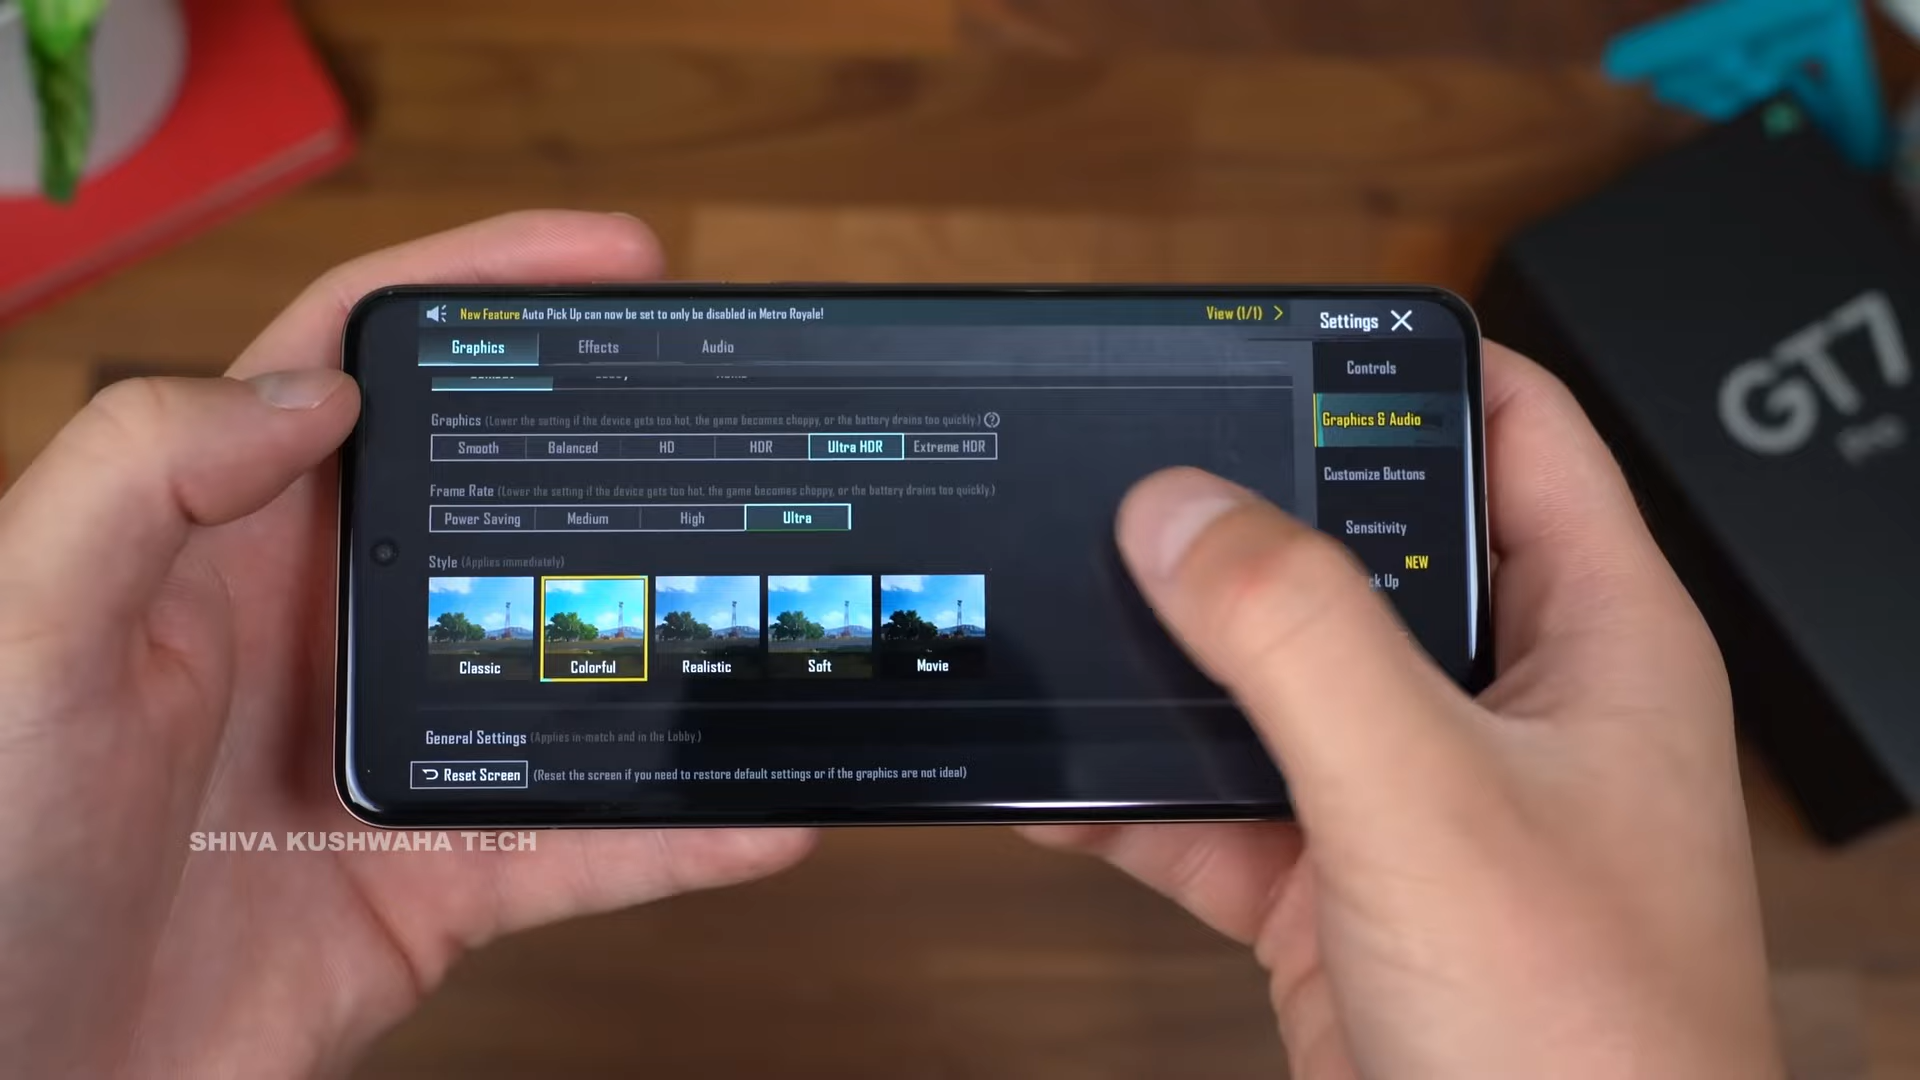 New Feature Auto Pick Up can now be set to only be disabled in Metro Royale!
View (1/1)
Settings
Graphics
Effects
Audio
Controls
Graphics (Lower the setting if the device gets too hot, the game becomes choppy, or the battery drains too quickly.) ?
Graphics & Audio
Smooth
Balanced
HD
HDR
Ultra HDR
Extreme HDR
Customize Buttons
Frame Rate (Lower the setting if the device gets too hot, the game becomes choppy, or the battery drains too quickly.)
Power Saving
Medium
High
Ultra
Sensitivity
Style (Applies immediately)
NEW
ck Up
Classic
Colorful
Realistic
Soft
Movie
General Settings (Applies in-match and in the Lobby.)
Reset Screen (Reset the screen if you need to restore default settings or if the graphics are not ideal)
SHIVA KUSHWAHA TECH
GT7